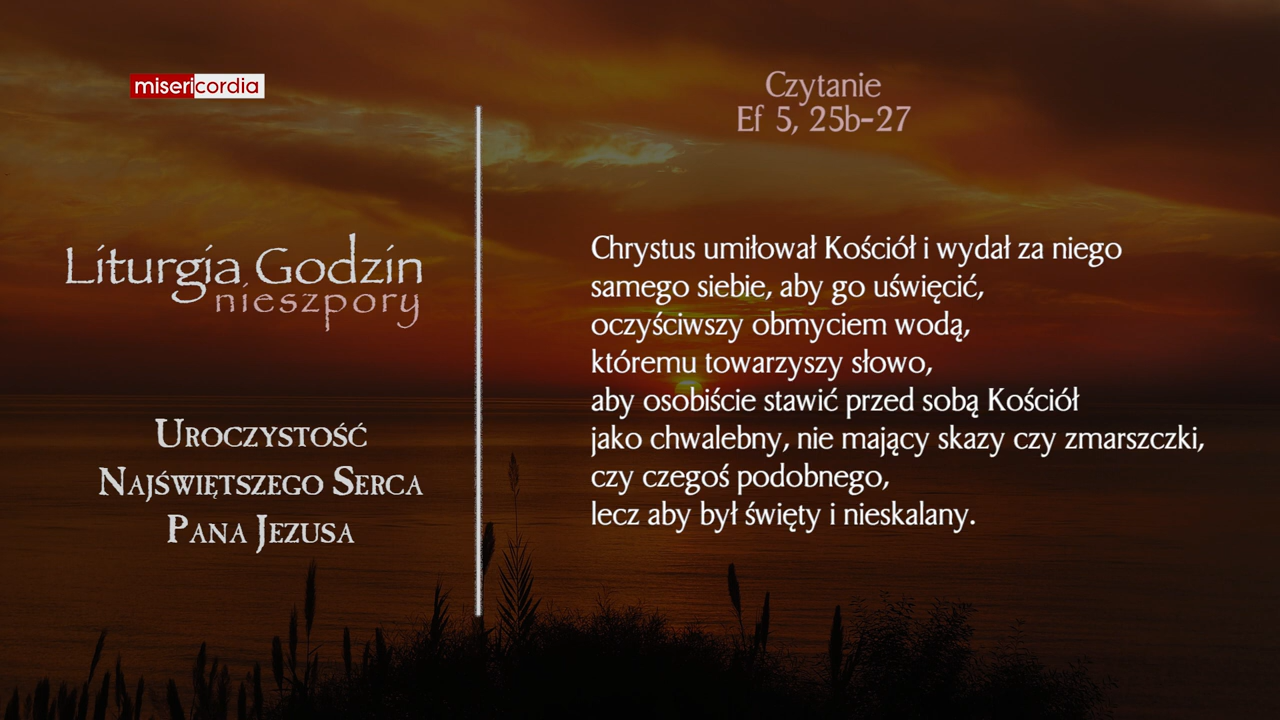 misericordia
Liturgia Godzin
nieszpory
Uroczystość
Najświętszego Serca
Pana Jezusa
Czytanie
Ef 5, 25b-27
Chrystus umiłował Kościół i wydał za niego
samego siebie, aby go uświęcić,
oczyściwszy obmyciem wodą,
któremu towarzyszy słowo,
aby osobiście stawić przed sobą Kościół
jako chwalebny, nie mający skazy czy zmarszczki,
czy czegoś podobnego,
lecz aby był święty i nieskalany.